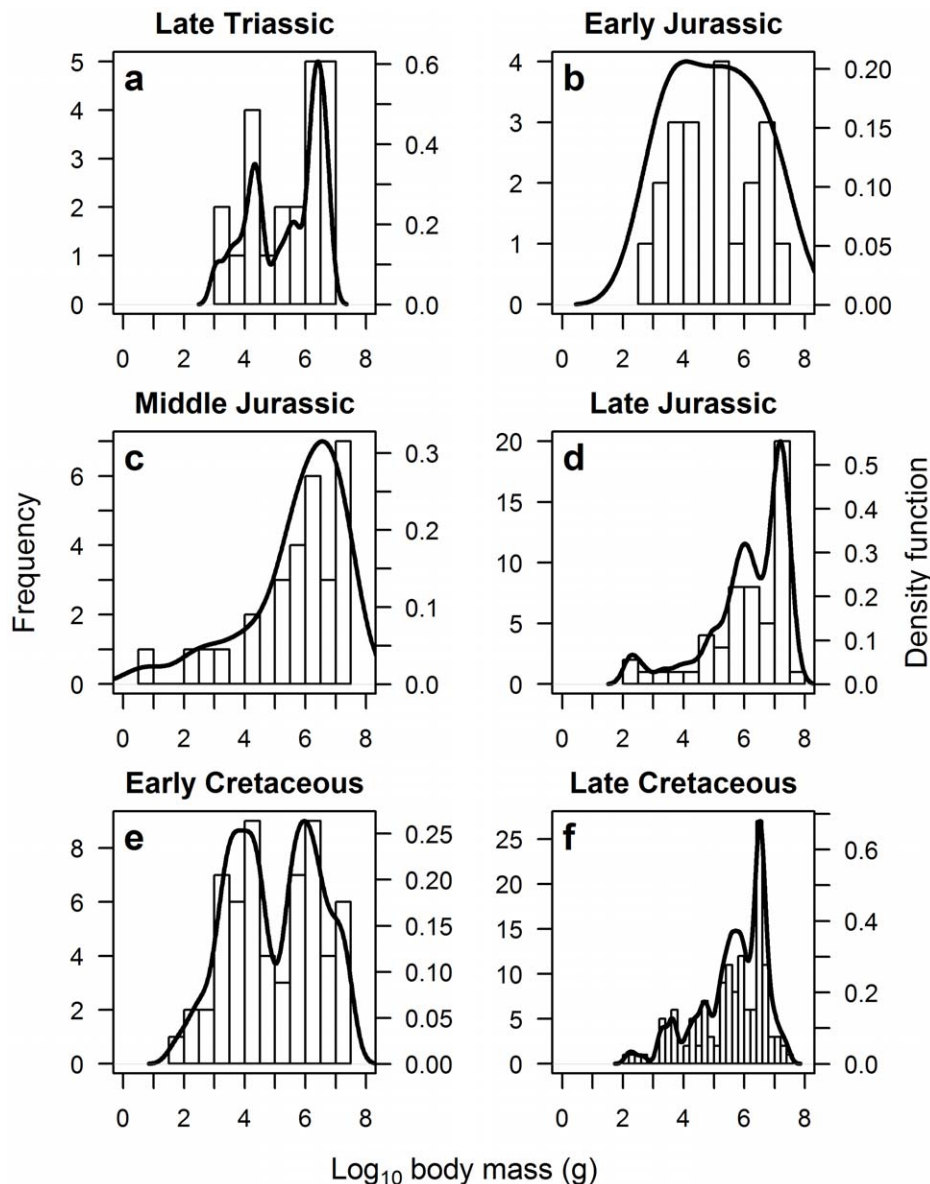 Late Triassic
Early Jurassic
a
b
5
4
3
2
1
0
0.6
0.4
0.2
0.0
4
3
2
1
0
0.20
0.15
0.10
0.05
0.00
0 2 4 6 8
0 2 4 6 8
Middle Jurassic
Late Jurassic
c
d
6
4
2
0
0.3
0.2
0.1
0.0
20
15
10
5
0
0.5
0.4
0.3
0.2
0.1
0.0
0 2 4 6 8
0 2 4 6 8
Frequency
Density function
Early Cretaceous
Late Cretaceous
e
f
8
6
4
2
0
0.25
0.20
0.15
0.10
0.05
0.00
25
20
15
10
5
0
0.6
0.4
0.2
0.0
0 2 4 6 8
0 2 4 6 8
Log₁₀ body mass (g)